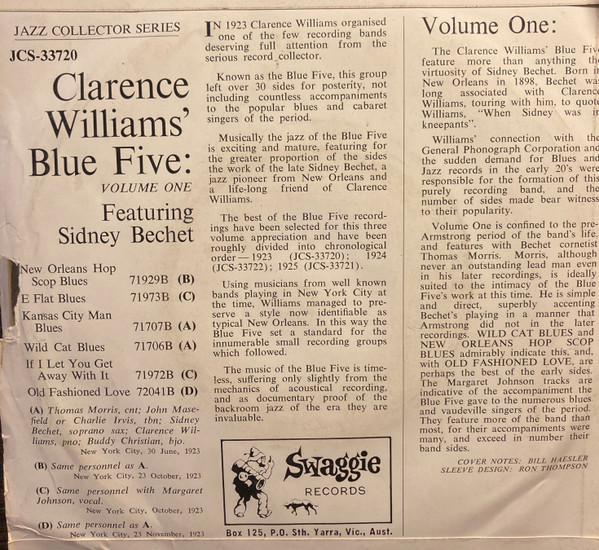 JAZZ COLLECTOR SERIES
JCS-33720
Clarence
Williams'
Blue Five:
VOLUME ONE
Featuring
Sidney Bechet
New Orleans Hop
Scop Blues 71929B (B)
E Flat Blues 71973B (C)
Kansas City Man
Blues 71707B (A)
Wild Cat Blues 71706B (A)
If I Let You Get
Away With It 71972B (C)
Old Fashioned Love 72041B (D)
(A) Thomas Morris, cnt; John Mase-
field or Charlie Irvis, tbn; Sidney
Bechet, soprano sax; Clarence Wil-
liams, pno; Buddy Christian, bjo.
New York City, 30 June, 1923
(B) Same personnel as A.
New York City, 23 October, 1923
(C) Same personnel with Margaret
Johnson, vocal.
New York City, October, 1923
(D) Same personnel as A.
New York City, 23 November, 1923
IN 1923 Clarence Williams organised
one of the few recording bands
deserving full attention from the
serious record collector.
Known as the Blue Five, this group
left over 30 sides for posterity, not
including countless accompaniments
to the popular blues and cabaret
singers of the period.
Musically the jazz of the Blue Five
is exciting and mature, featuring for
the greater proportion of the sides
the work of the late Sidney Bechet, a
jazz pioneer from New Orleans and
a life-long friend of Clarence
Williams.
The best of the Blue Five record-
ings have been selected for this three
volume appreciation and have been
roughly divided into chronological
order — 1923 (JCS-33720); 1924
(JCS-33722); 1925 (JCS-33721).
Using musicians from well known
bands playing in New York City at
the time, Williams managed to pre-
serve a style now identifiable as
typical New Orleans. In this way the
Blue Five set a standard for the
innumerable small recording groups
which followed.
The music of the Blue Five is time-
less, suffering only slightly from the
mechanics of acoustical recording,
and as documentary proof of the
backroom jazz of the era they are
invaluable.
Swaggie
RECORDS
Box 125, P.O. Sth. Yarra, Vic., Aust.
Volume One:
The Clarence Williams' Blue Five
feature more than anything the
virtuosity of Sidney Bechet. Born in
New Orleans in 1898, Bechet was
long associated with Clarence
Williams, touring with him, to quote
Williams, "When Sidney was in
kneepants".
Williams' connection with the
General Phonograph Corporation and
the sudden demand for Blues and
Jazz records in the early 20's were
responsible for the formation of this
purely recording band, and the
number of sides made bear witness
to their popularity.
Volume One is confined to the pre-
Armstrong period of the band's life,
and features with Bechet cornetist
Thomas Morris. Morris, although
never an outstanding lead man even
in his later recordings, is ideally
suited to the intimacy of the Blue
Five's work at this time. He is simple
and direct, superbly accenting
Bechet's playing in a manner that
Armstrong did not in the later
recordings. WILD CAT BLUES and
NEW ORLEANS HOP SCOP
BLUES admirably indicate this, and,
with OLD FASHIONED LOVE, are
perhaps the best of the early sides.
The Margaret Johnson tracks are
indicative of the accompaniment the
Blue Five gave to the numerous blues
and vaudeville singers of the period.
They feature more of the band than
most, for their accompaniments were
many, and exceed in number their
band sides.
COVER NOTES: BILL HAESLER
SLEEVE DESIGN: RON THOMPSON